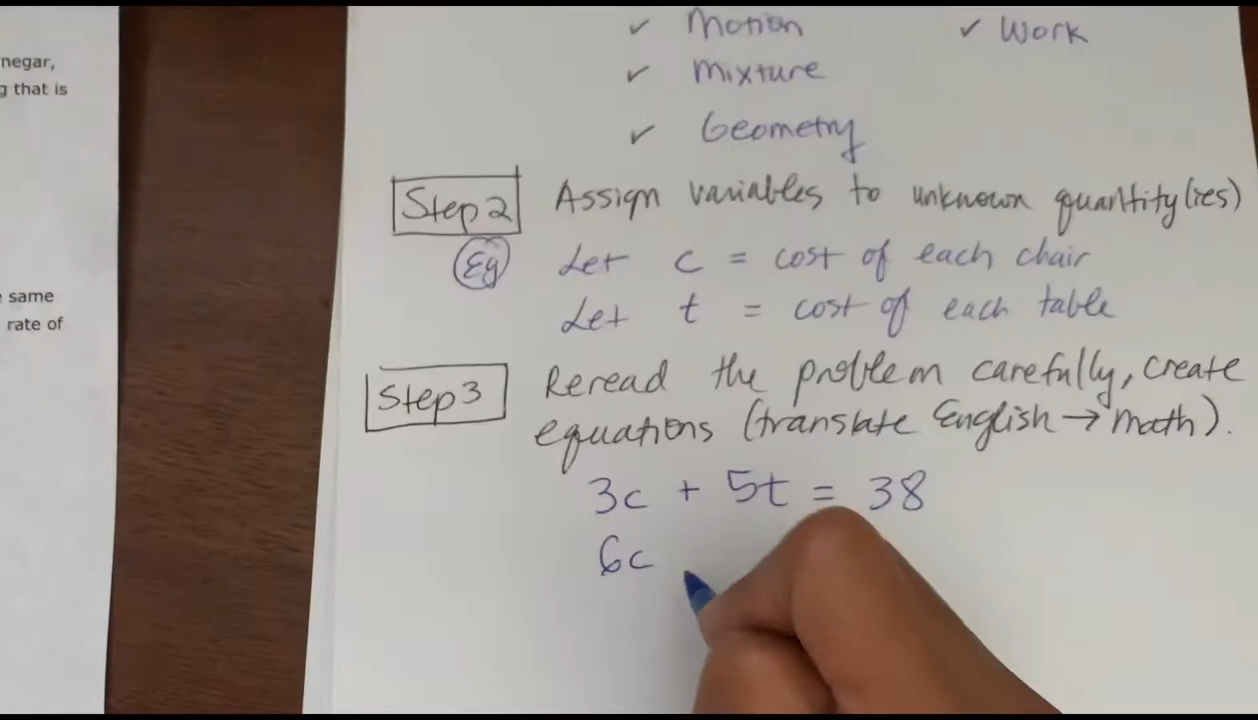 negar,
g that is
same
rate of
✓ Motion ✓ Work
✓ Mixture
✓ Geometry
Step 2 Assign variables to unknown quantity(ies)
Eg Let c = cost of each chair
Let t = cost of each table
Step 3 Reread the problem carefully, create
equations (translate English → math).
3c + 5t = 38
6c